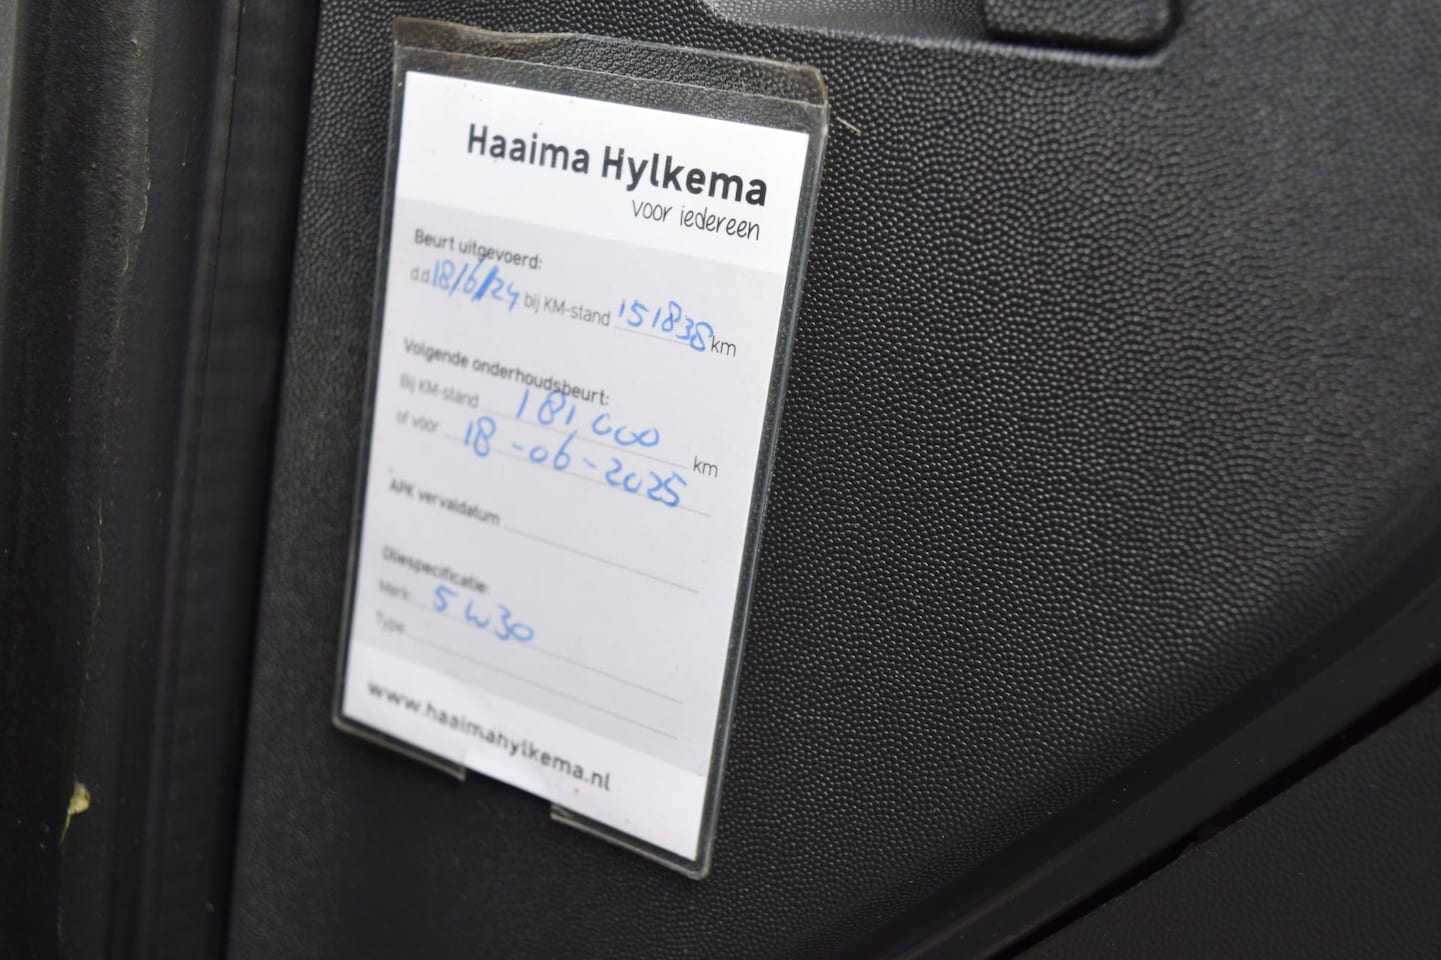 Haaima Hylkema
voor iedereen
Beurt uitgevoerd:
d.d. 18/6/24 bij KM-stand 151838 km
Volgende onderhoudsbeurt:
Bij KM-stand 181,000 km
of vóór 18-06-2025
APK vervaldatum
Oliespecificatie:
Merk: 5W30
Type
www.haaimahylkema.nl